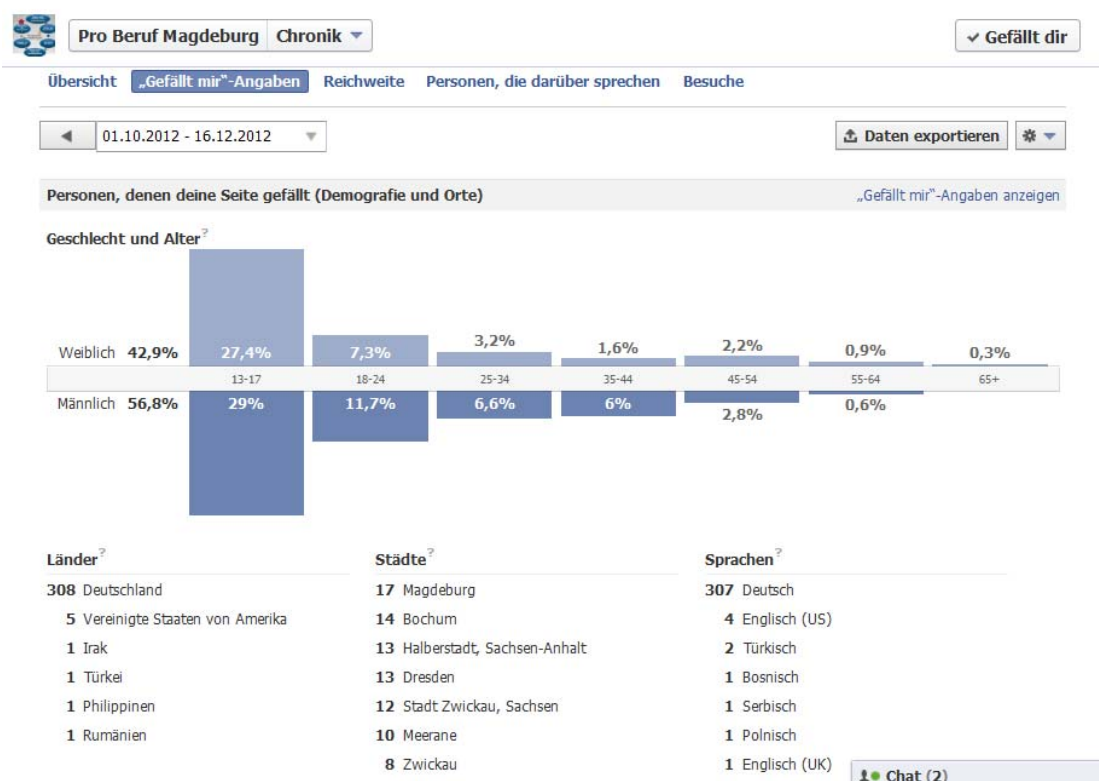 Pro Beruf Magdeburg Chronik Gefällt dir
Übersicht „Gefällt mir“-Angaben Reichweite Personen, die darüber sprechen Besuche
01.10.2012 - 16.12.2012 Daten exportieren
Personen, denen deine Seite gefällt (Demografie und Orte) „Gefällt mir“-Angaben anzeigen
Geschlecht und Alter?
Weiblich 42,9% 27,4% 7,3% 3,2% 1,6% 2,2% 0,9% 0,3%
13-17 18-24 25-34 35-44 45-54 55-64 65+
Männlich 56,8% 29% 11,7% 6,6% 6% 2,8% 0,6%
Länder?
308 Deutschland
5 Vereinigte Staaten von Amerika
1 Irak
1 Türkei
1 Philippinen
1 Rumänien
Städte?
17 Magdeburg
14 Bochum
13 Halberstadt, Sachsen-Anhalt
13 Dresden
12 Stadt Zwickau, Sachsen
10 Meerane
8 Zwickau
Sprachen?
307 Deutsch
4 Englisch (US)
2 Türkisch
1 Bosnisch
1 Serbisch
1 Polnisch
1 Englisch (UK)
Chat (2)